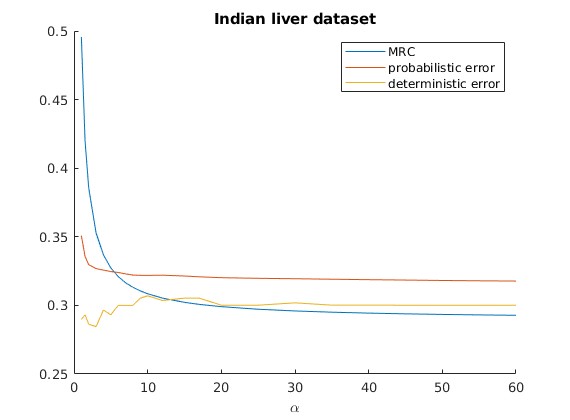 Indian liver dataset
MRC
probabilistic error
deterministic error
0.5
0.45
0.4
0.35
0.3
0.25
0 10 20 30 40 50 60
α